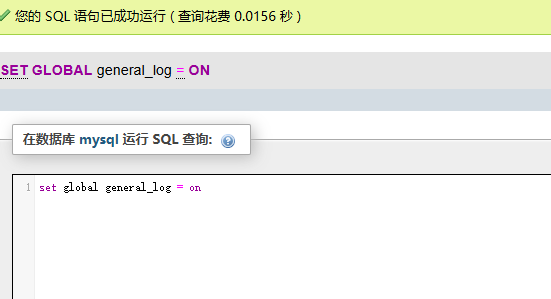 您的 SQL 语句已成功运行 ( 查询花费 0.0156 秒 )
SET GLOBAL general_log = ON
在数据库 mysql 运行 SQL 查询:
1 set global general_log = on